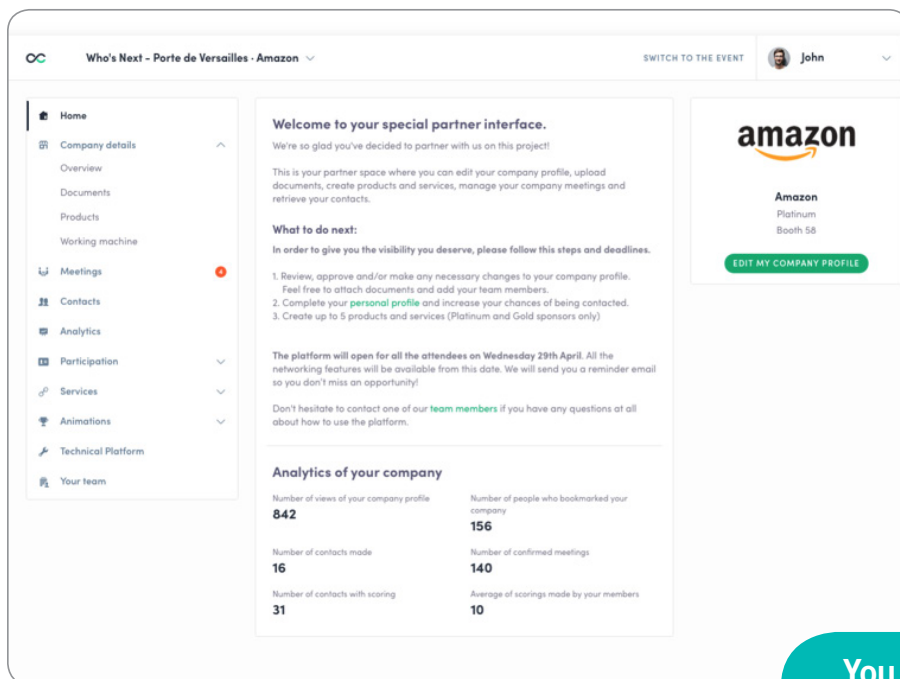 Who's Next - Porte de Versailles · Amazon
SWITCH TO THE EVENT
John
Home
Company details
Overview
Documents
Products
Working machine
Meetings
4
Contacts
Analytics
Participation
Services
Animations
Technical Platform
Your team
Welcome to your special partner interface.
We're so glad you've decided to partner with us on this project!
This is your partner space where you can edit your company profile, upload
documents, create products and services, manage your company meetings and
retrieve your contacts.
What to do next:
In order to give you the visibility you deserve, please follow this steps and deadlines.
1. Review, approve and/or make any necessary changes to your company profile.
Feel free to attach documents and add your team members.
2. Complete your personal profile and increase your chances of being contacted.
3. Create up to 5 products and services (Platinum and Gold sponsors only)
The platform will open for all the attendees on Wednesday 29th April. All the
networking features will be available from this date. We will send you a reminder email
so you don't miss an opportunity!
Don't hesitate to contact one of our team members if you have any questions at all
about how to use the platform.
Analytics of your company
Number of views of your company profile
842
Number of people who bookmarked your
company
156
Number of contacts made
16
Number of confirmed meetings
140
Number of contacts with scoring
31
Average of scorings made by your members
10
amazon
Amazon
Platinum
Booth 58
EDIT MY COMPANY PROFILE
You